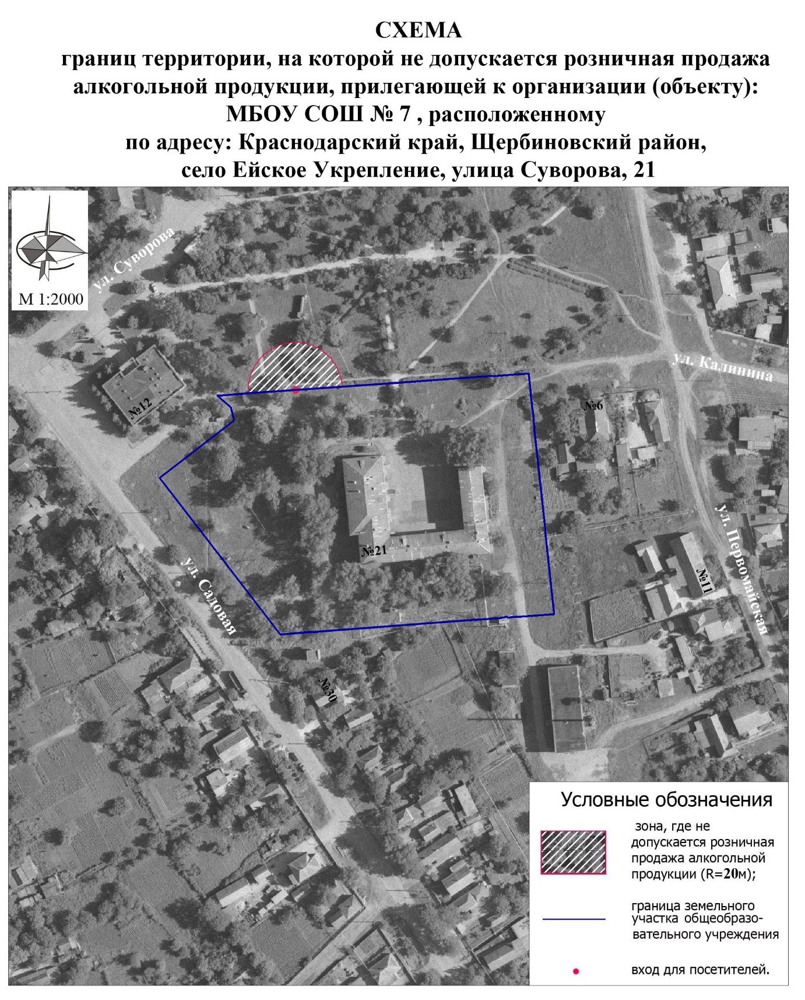 СХЕМА
границ территории, на которой не допускается розничная продажа
алкогольной продукции, прилегающей к организации (объекту):
МБОУ СОШ № 7 , расположенному
по адресу: Краснодарский край, Щербиновский район,
село Ейское Укрепление, улица Суворова, 21
М 1:2000
ул. Суворова
ул. Калинина
№12
№6
ул. Первомайская
№21
ул. Садовая
№11
№30
Условные обозначения
зона, где не
допускается розничная
продажа алкогольной
продукции (R=20м);
граница земельного
участка общеобразо-
вательного учреждения
вход для посетителей.